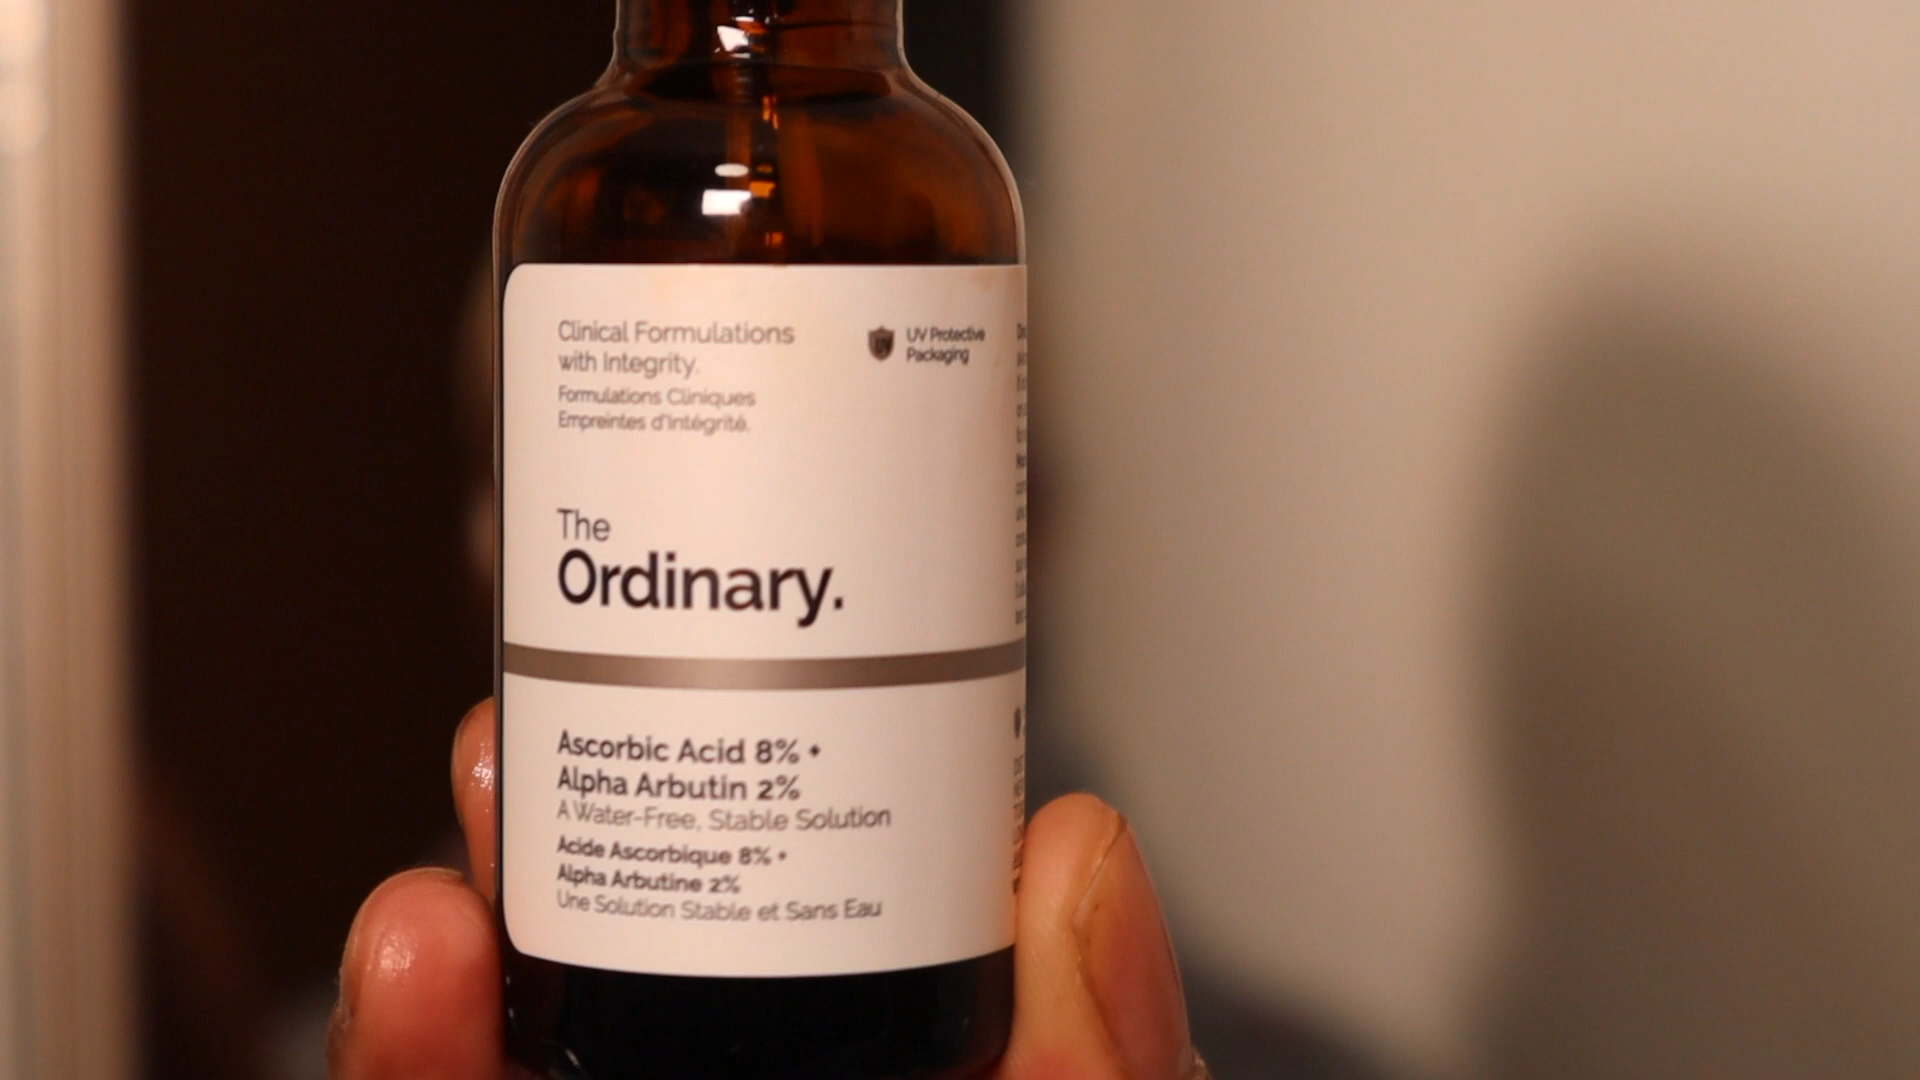 Clinical Formulations
with Integrity.
Formulations Cliniques
Empreintes d'Intégrité.
UV
UV Protective
Packaging
The
Ordinary.
Ascorbic Acid 8% +
Alpha Arbutin 2%
A Water-Free, Stable Solution
Acide Ascorbique 8% +
Alpha Arbutine 2%
Une Solution Stable et Sans Eau